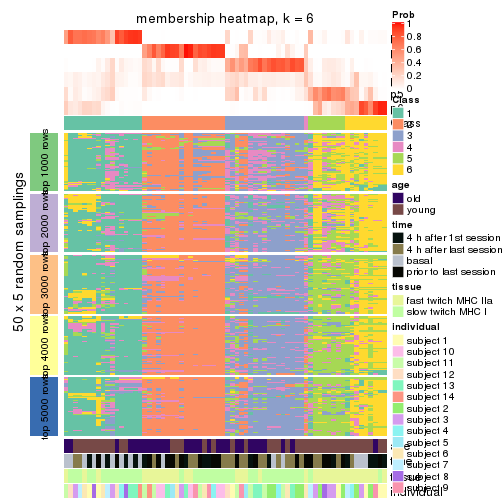 membership heatmap, k = 6
50 x 5 random samplings
top 1000 rows
top 2000 rows
top 3000 rows
top 4000 rows
top 5000 rows
Prob
1
0.8
0.6
0.4
0.2
0
Class
1
2
3
4
5
6
age
old
young
time
4 h after 1st session
4 h after last session
basal
prior to last session
tissue
fast twitch MHC IIa
slow twitch MHC I
individual
subject 1
subject 10
subject 11
subject 12
subject 13
subject 14
subject 2
subject 3
subject 4
subject 5
subject 6
subject 7
subject 8
subject 9
individual